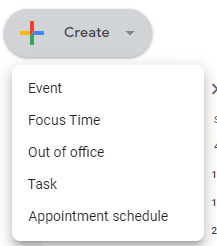 Create
Event
Focus Time
Out of office
Task
Appointment schedule